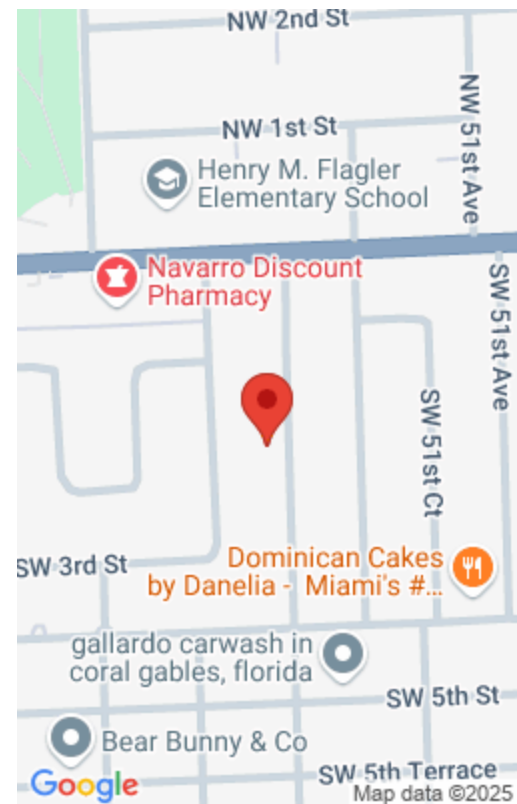 NW 2nd St
NW 1st St
NW 51st Ave
Henry M. Flagler
Elementary School
Navarro Discount
Pharmacy
SW 51st Ave
SW 51st Ct
SW 3rd St
Dominican Cakes
by Danelia - Miami's #...
gallardo carwash in
coral gables, florida
SW 5th St
Bear Bunny & Co
SW 5th Terrace
Google
Map data ©2025